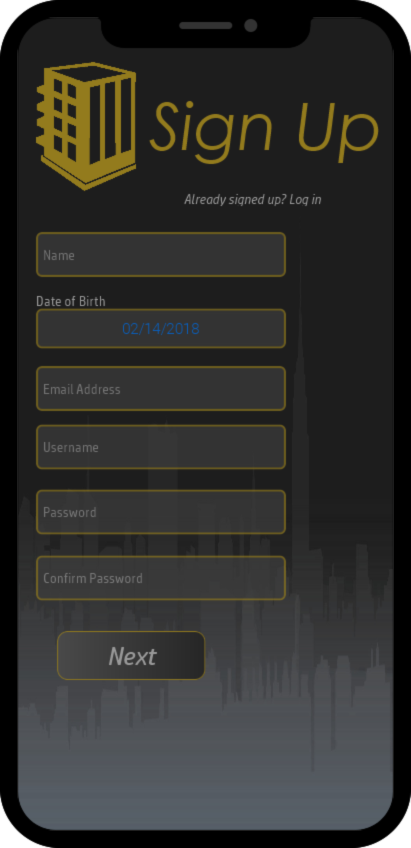 Sign Up
Already signed up? Log in
Name
Date of Birth
02/14/2018
Email Address
Username
Password
Confirm Password
Next